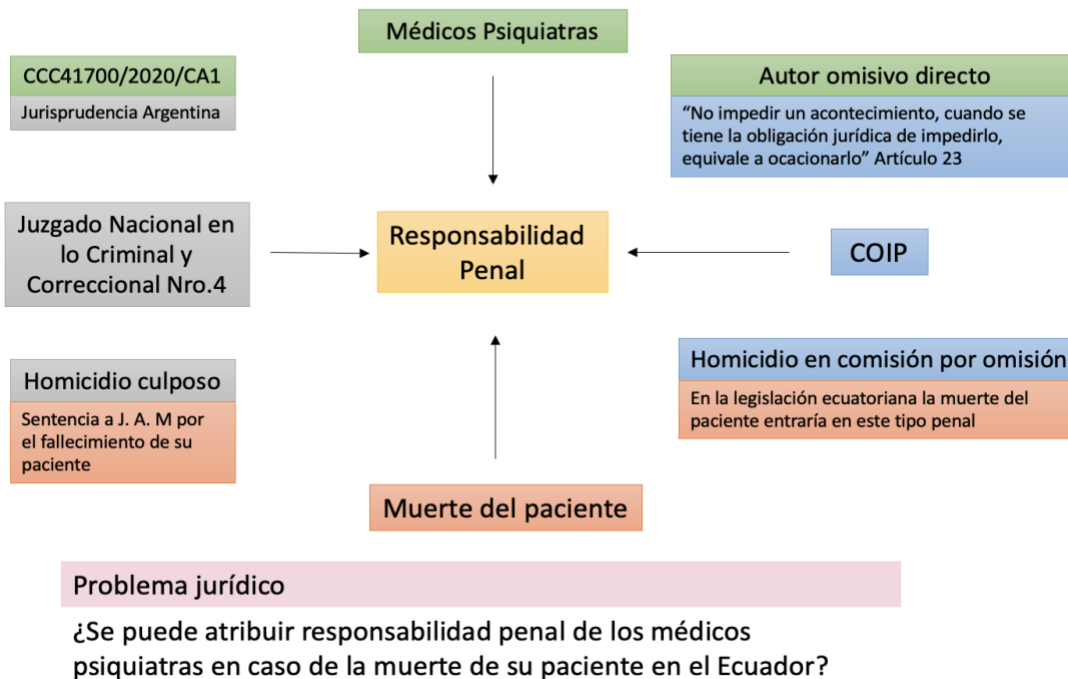 Médicos Psiquiatras
CCC41700/2020/CA1
Jurisprudencia Argentina
Autor omisivo directo
“No impedir un acontecimiento, cuando se
tiene la obligación jurídica de impedirlo,
equivale a ocacionarlo” Artículo 23
Juzgado Nacional en
lo Criminal y
Correccional Nro.4
Responsabilidad
Penal
COIP
Homicidio culposo
Sentencia a J. A. M por
el fallecimiento de su
paciente
Homicidio en comisión por omisión
En la legislación ecuatoriana la muerte del
paciente entraría en este tipo penal
Muerte del paciente
Problema jurídico
¿Se puede atribuir responsabilidad penal de los médicos
psiquiatras en caso de la muerte de su paciente en el Ecuador?